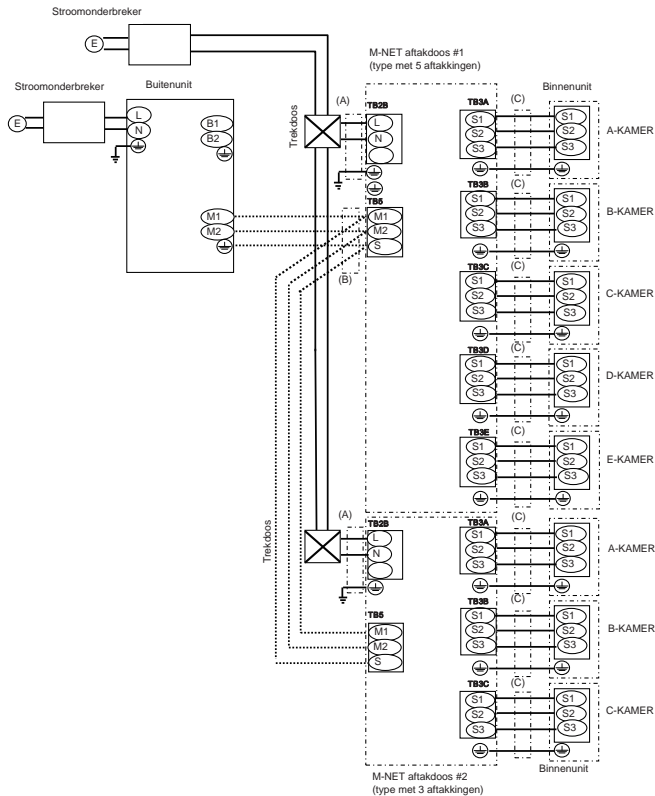 Stroomonderbreker
E
Stroomonderbreker
Buitenunit
E
L
N
B1
B2
M1
M2
Trekdoos
(A)
(B)
M-NET aftakdoos #1
(type met 5 aftakkingen)
TB2B
L
N
TB5
M1
M2
S
TB3A
S1
S2
S3
(C)
Binnenunit
S1
S2
S3
A-KAMER
TB3B
S1
S2
S3
(C)
S1
S2
S3
B-KAMER
TB3C
S1
S2
S3
(C)
S1
S2
S3
C-KAMER
TB3D
S1
S2
S3
(C)
S1
S2
S3
D-KAMER
TB3E
S1
S2
S3
(C)
S1
S2
S3
E-KAMER
Trekdoos
(A)
TB2B
L
N
TB5
M1
M2
S
TB3A
S1
S2
S3
(C)
S1
S2
S3
A-KAMER
TB3B
S1
S2
S3
(C)
S1
S2
S3
B-KAMER
TB3C
S1
S2
S3
(C)
S1
S2
S3
C-KAMER
Binnenunit
M-NET aftakdoos #2
(type met 3 aftakkingen)